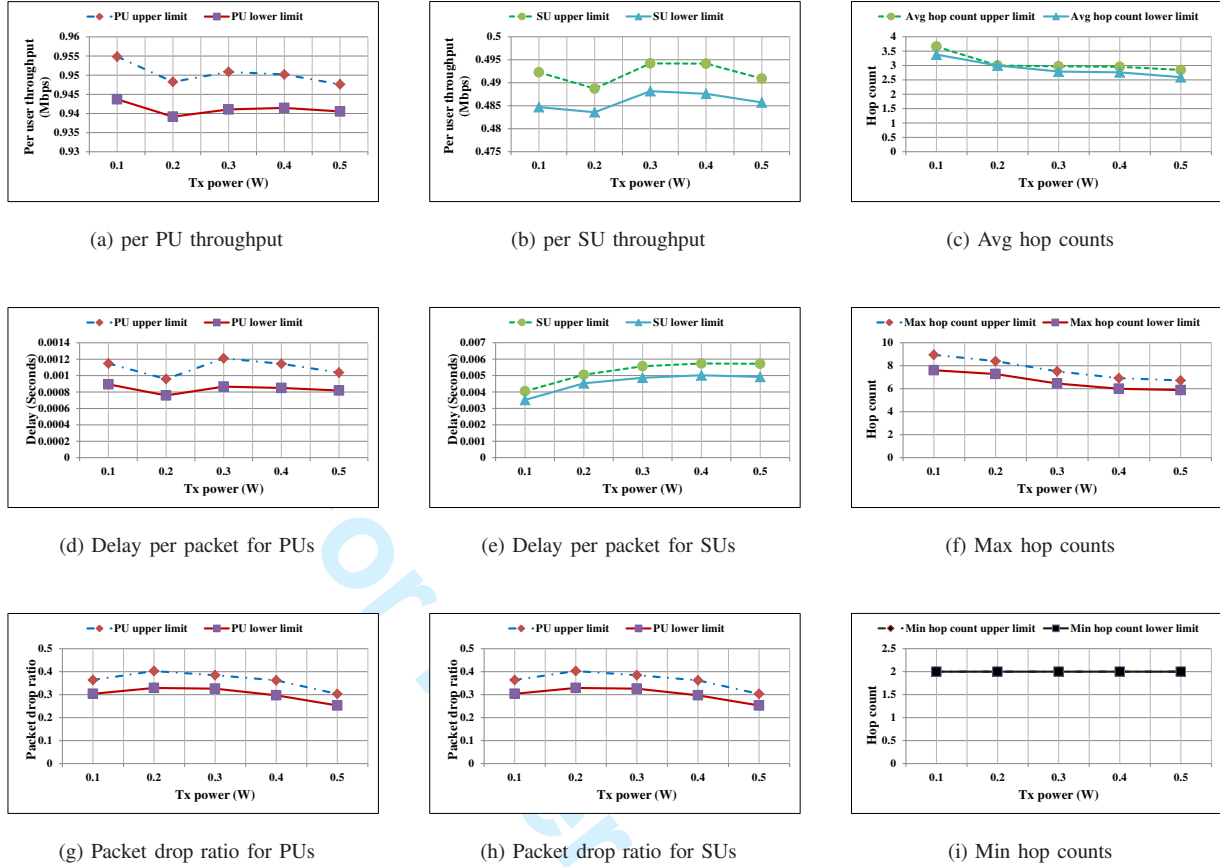 PU upper limit PU lower limit
0.96
0.955
0.95
0.945
0.94
0.935
0.93
Per user throughput
(Mbps)
0.1 0.2 0.3 0.4 0.5
Tx power (W)
(a) per PU throughput
SU upper limit SU lower limit
0.5
0.495
0.49
0.485
0.48
0.475
Per user throughput
(Mbps)
0.1 0.2 0.3 0.4 0.5
Tx power (W)
(b) per SU throughput
Avg hop count upper limit Avg hop count lower limit
4
3.5
3
2.5
2
1.5
1
0.5
0
Hop count
0.1 0.2 0.3 0.4 0.5
Tx power (W)
(c) Avg hop counts
PU upper limit PU lower limit
0.0014
0.0012
0.001
0.0008
0.0006
0.0004
0.0002
0
Delay (Seconds)
0.1 0.2 0.3 0.4 0.5
Tx power (W)
(d) Delay per packet for PUs
SU upper limit SU lower limit
0.007
0.006
0.005
0.004
0.003
0.002
0.001
0
Delay (Seconds)
0.1 0.2 0.3 0.4 0.5
Tx power (W)
(e) Delay per packet for SUs
Max hop count upper limit Max hop count lower limit
10
8
6
4
2
0
Hop count
0.1 0.2 0.3 0.4 0.5
Tx power (W)
(f) Max hop counts
PU upper limit PU lower limit
0.5
0.4
0.3
0.2
0.1
0
Packet drop ratio
0.1 0.2 0.3 0.4 0.5
Tx power (W)
(g) Packet drop ratio for PUs
PU upper limit PU lower limit
0.5
0.4
0.3
0.2
0.1
0
Packet drop ratio
0.1 0.2 0.3 0.4 0.5
Tx power (W)
(h) Packet drop ratio for SUs
Min hop count upper limit Min hop count lower limit
2.5
2
1.5
1
0.5
0
Hop count
0.1 0.2 0.3 0.4 0.5
Tx power (W)
(i) Min hop counts